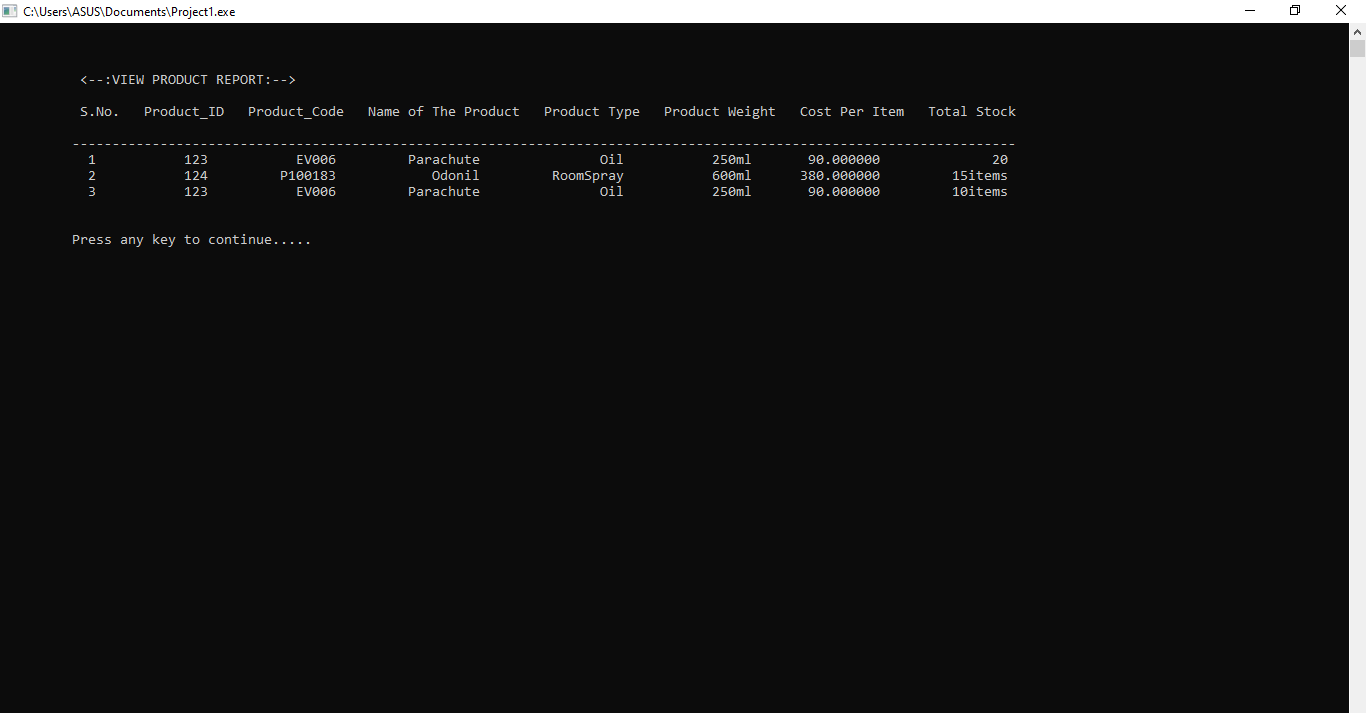 C:\Users\ASUS\Documents\Project1.exe
<--:VIEW PRODUCT REPORT:-->
S.No. Product_ID Product_Code Name of The Product Product Type Product Weight Cost Per Item Total Stock
----------------------------------------------------------------------------------------------------------------------
1 123 EV006 Parachute Oil 250ml 90.000000 20
2 124 P100183 Odonil RoomSpray 600ml 380.000000 15items
3 123 EV006 Parachute Oil 250ml 90.000000 10items
Press any key to continue.....